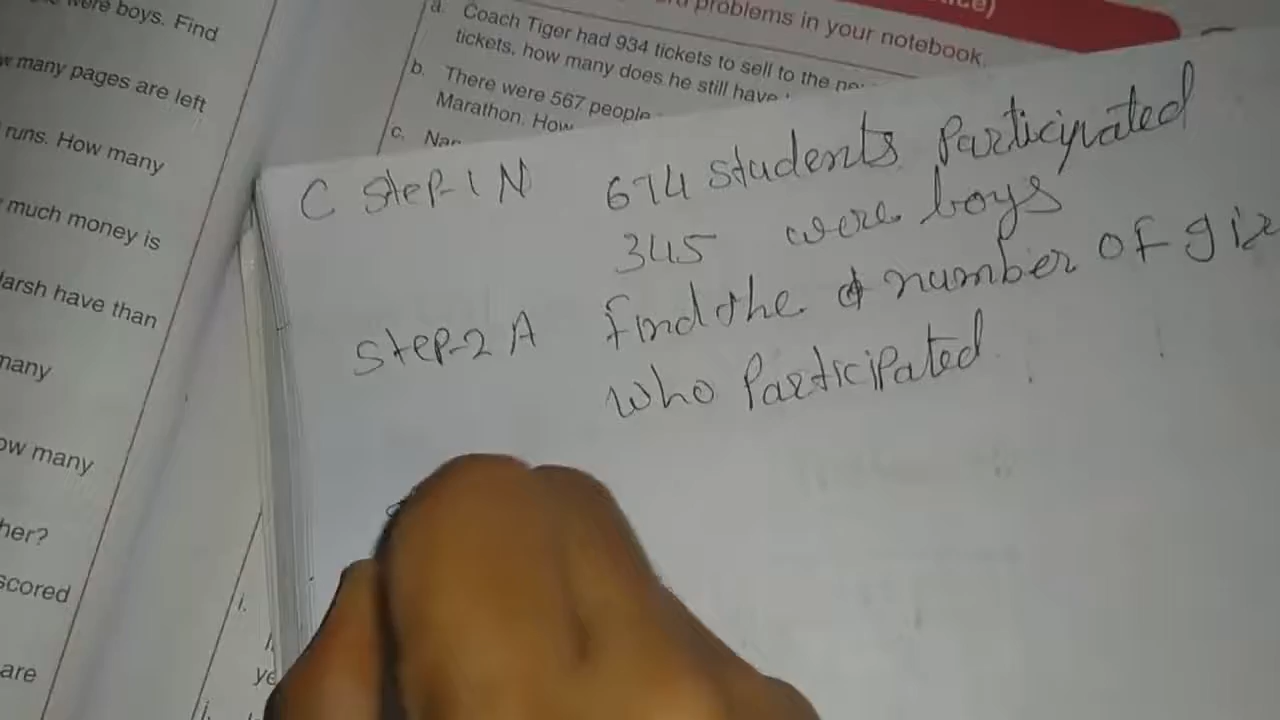 were boys. Find
many pages are left
runs. How many
much money is
arsh have than
many
ow many
her?
scored
are
problems in your notebook.
a. Coach Tiger had 934 tickets to sell to the
tickets, how many does he still have
b. There were 567 people
Marathon. How
c.
C Step-1 N 674 students participated
345 were boys
Step-2 A find the number of
who participated
i.
ye
j.